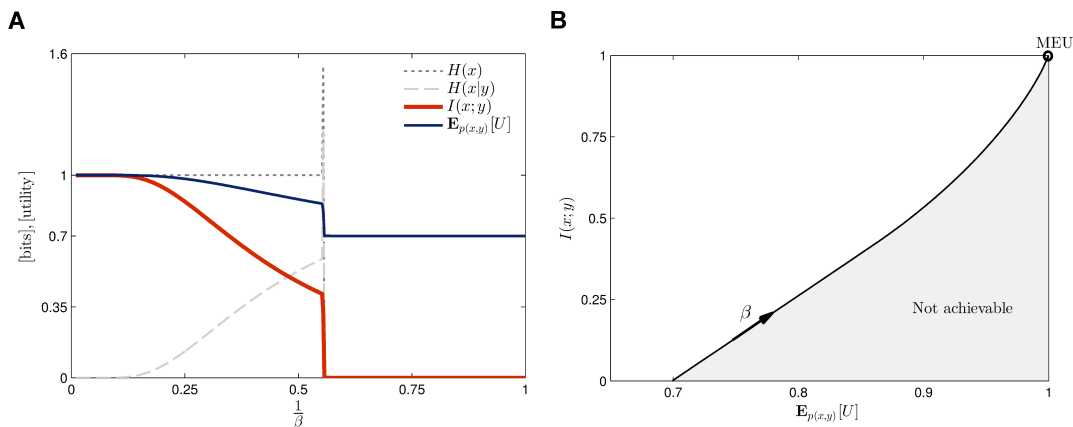 A
1.6
1
0.7
0.35
0
[bits],[utility]
0
0.25
0.5
0.75
1
1/β
H(x)
H(x|y)
I(x; y)
E_{p(x,y)}[U]
B
MEU
1
0.75
0.5
0.25
0
I(x; y)
β
Not achievable
0.7
0.8
0.9
1
E_{p(x,y)}[U]